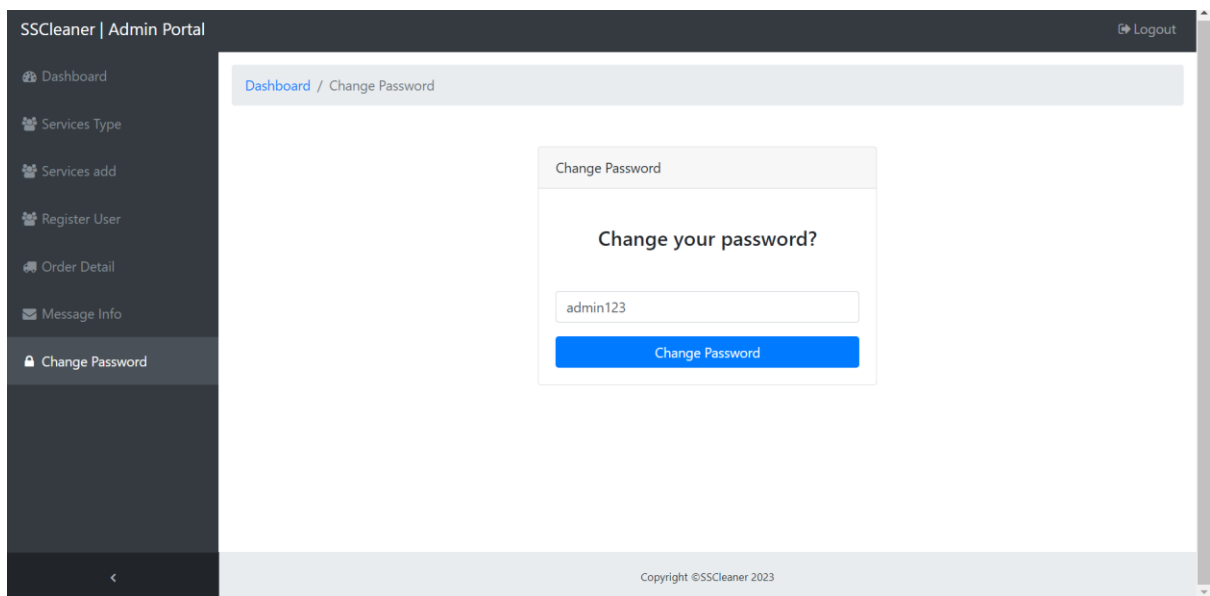 SSCleaner | Admin Portal
Logout
Dashboard
Services Type
Services add
Register User
Order Detail
Message Info
Change Password
Dashboard / Change Password
Change Password
Change your password?
admin123
Change Password
Copyright ©SSCleaner 2023